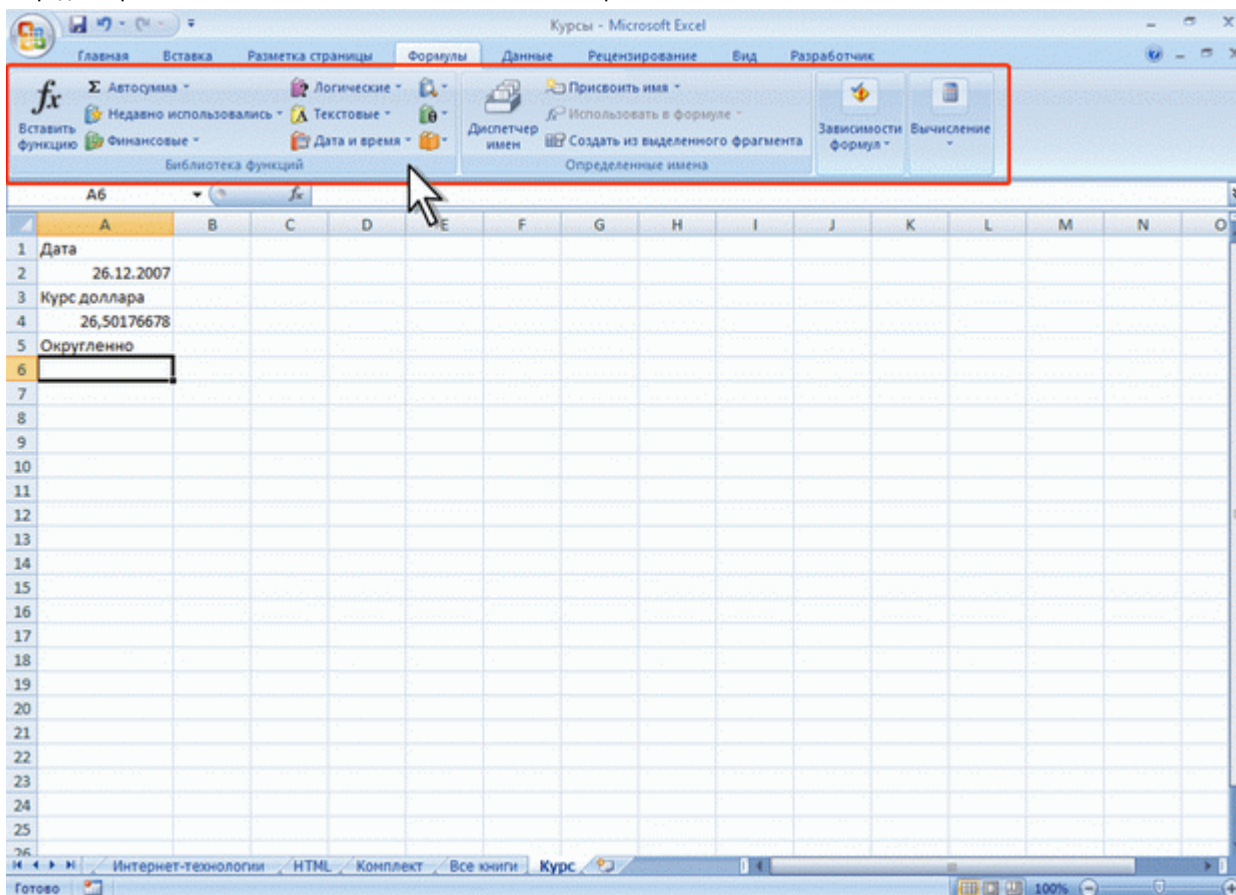 Курсы - Microsoft Excel
Главная Вставка Разметка страницы Формулы Данные Рецензирование Вид Разработчик
fx Вставить функцию
Σ Автосумма
Недавно использовались
Финансовые
Логические
Текстовые
Дата и время
Библиотека функций
Диспетчер имен
Присвоить имя
Использовать в формуле
Создать из выделенного фрагмента
Определенные имена
Зависимости формул
Вычисление
A6 fx
A B C D E F G H I J K L M N O
1 Дата
2 26.12.2007
3 Курс доллара
4 26,50176678
5 Округленно
6
7
8
9
10
11
12
13
14
15
16
17
18
19
20
21
22
23
24
25
26
Интернет-технологии HTML Комплект Все книги Курс
Готово 100%